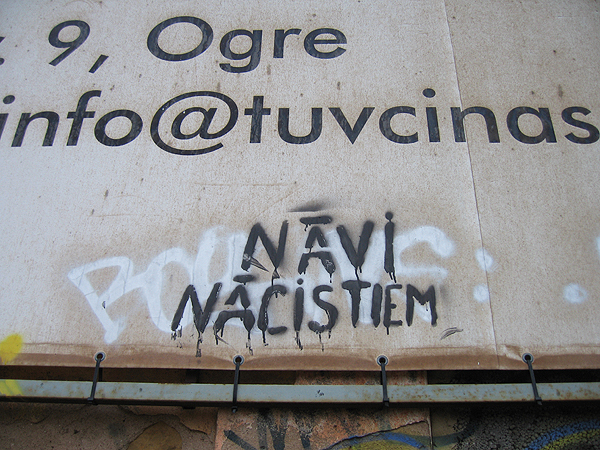 . 9, Ogre
info@tuvcinas
NĀVI
NĀCISTIEM